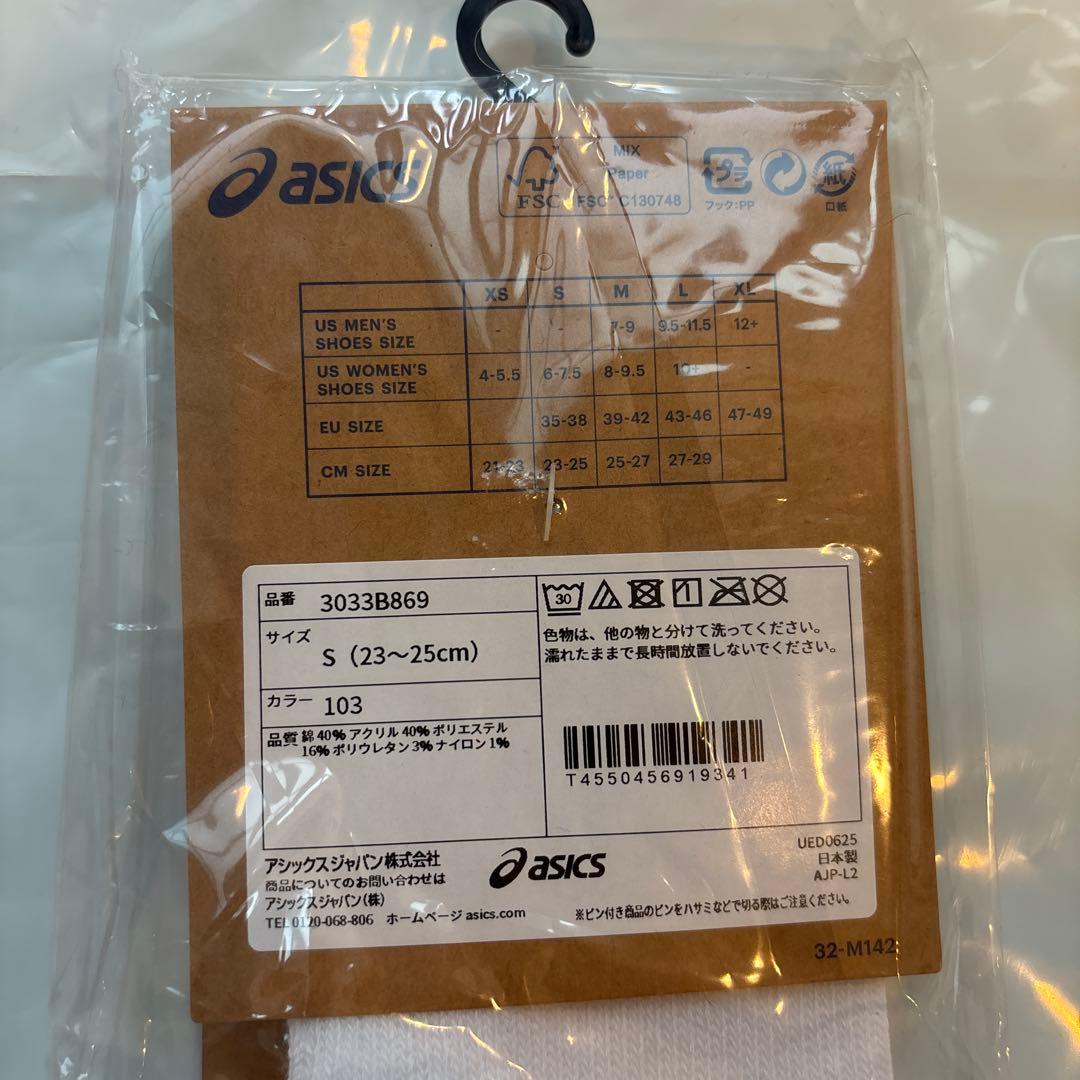 asics
FSC
MIX
Paper
FSC™ C130748
プラ
フック:PP
紙
口紙
XS S M L XL
US MEN'S SHOES SIZE - - 7-9 9.5-11.5 12+
US WOMEN'S SHOES SIZE 4-5.5 6-7.5 8-9.5 10+ -
EU SIZE 35-38 39-42 43-46 47-49
CM SIZE 21-23 23-25 25-27 27-29
品番 3033B869
サイズ S（23〜25cm）
カラー 103
品質 綿 40% アクリル 40% ポリエステル
16% ポリウレタン 3% ナイロン 1%
30
1
色物は、他の物と分けて洗ってください。
濡れたままで長時間放置しないでください。
T4550456919341
アシックスジャパン株式会社
商品についてのお問い合わせは
アシックスジャパン(株)
TEL 0120-068-806 ホームページ asics.com
asics
UED0625
日本製
AJP-L2
※ピン付き商品のピンをハサミなどで切る際はご注意ください。
32-M142